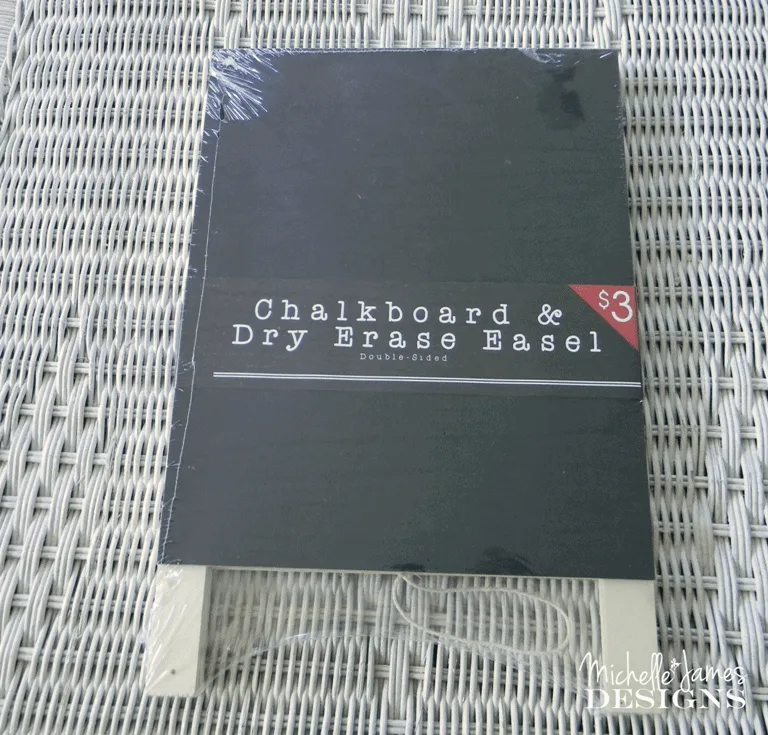 Chalkboard &
$3
Dry Erase Easel
Double-Sided
Michelle James
DESIGNS